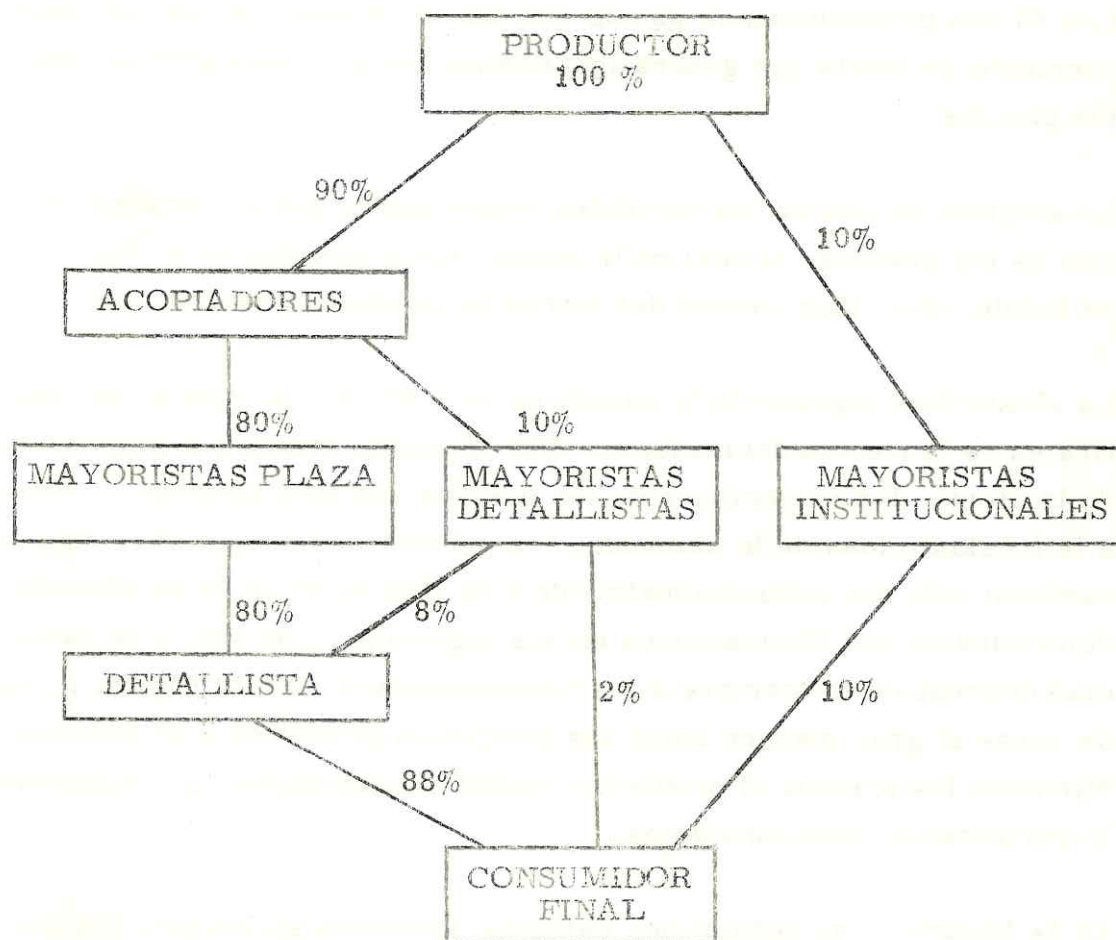 PRODUCTOR
100 %
90%
10%
ACOPIADORES
80%
10%
MAYORISTAS PLAZA
MAYORISTAS
DETALLISTAS
MAYORISTAS
INSTITUCIONALES
80%
8%
DETALLISTA
2%
10%
88%
CONSUMIDOR
FINAL